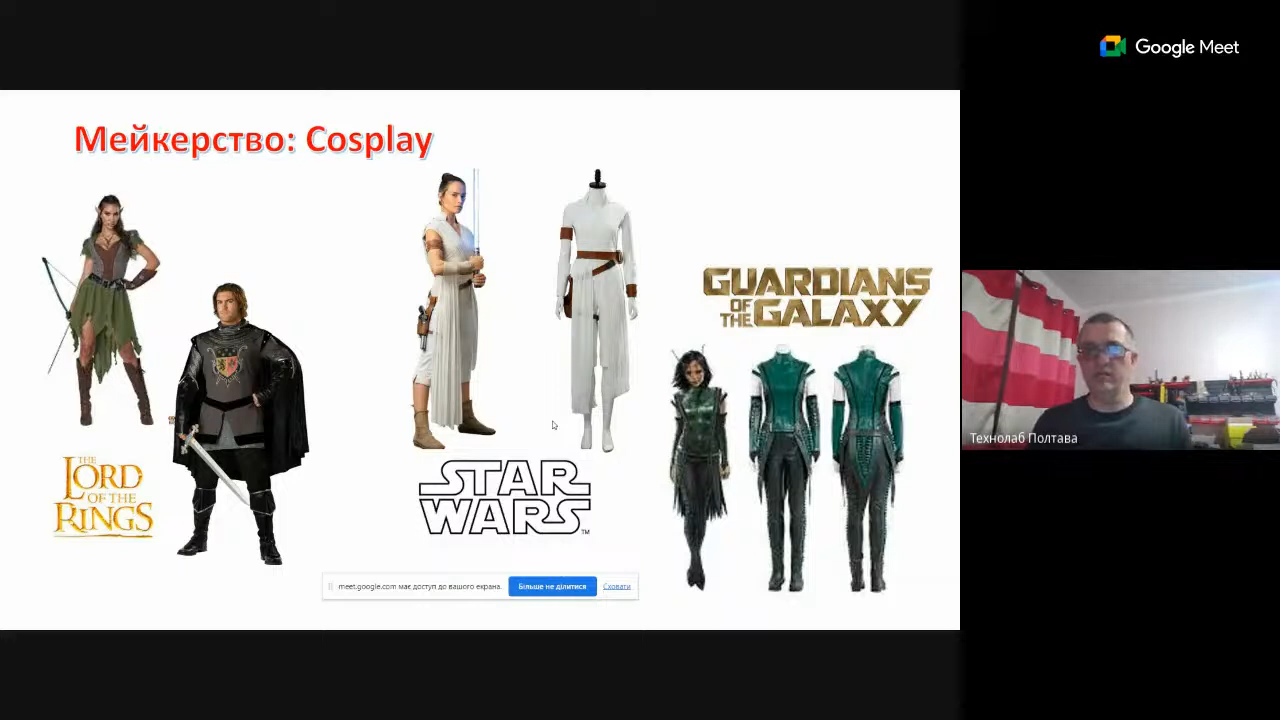 Google Meet
Мейкерство: Cosplay
GUARDIANS
OF
THE GALAXY
THE
LORD
OF THE
RINGS
STAR
WARS™
Технолаб Полтава
meet.google.com має доступ до вашого екрана. Більше не ділитися Сховати